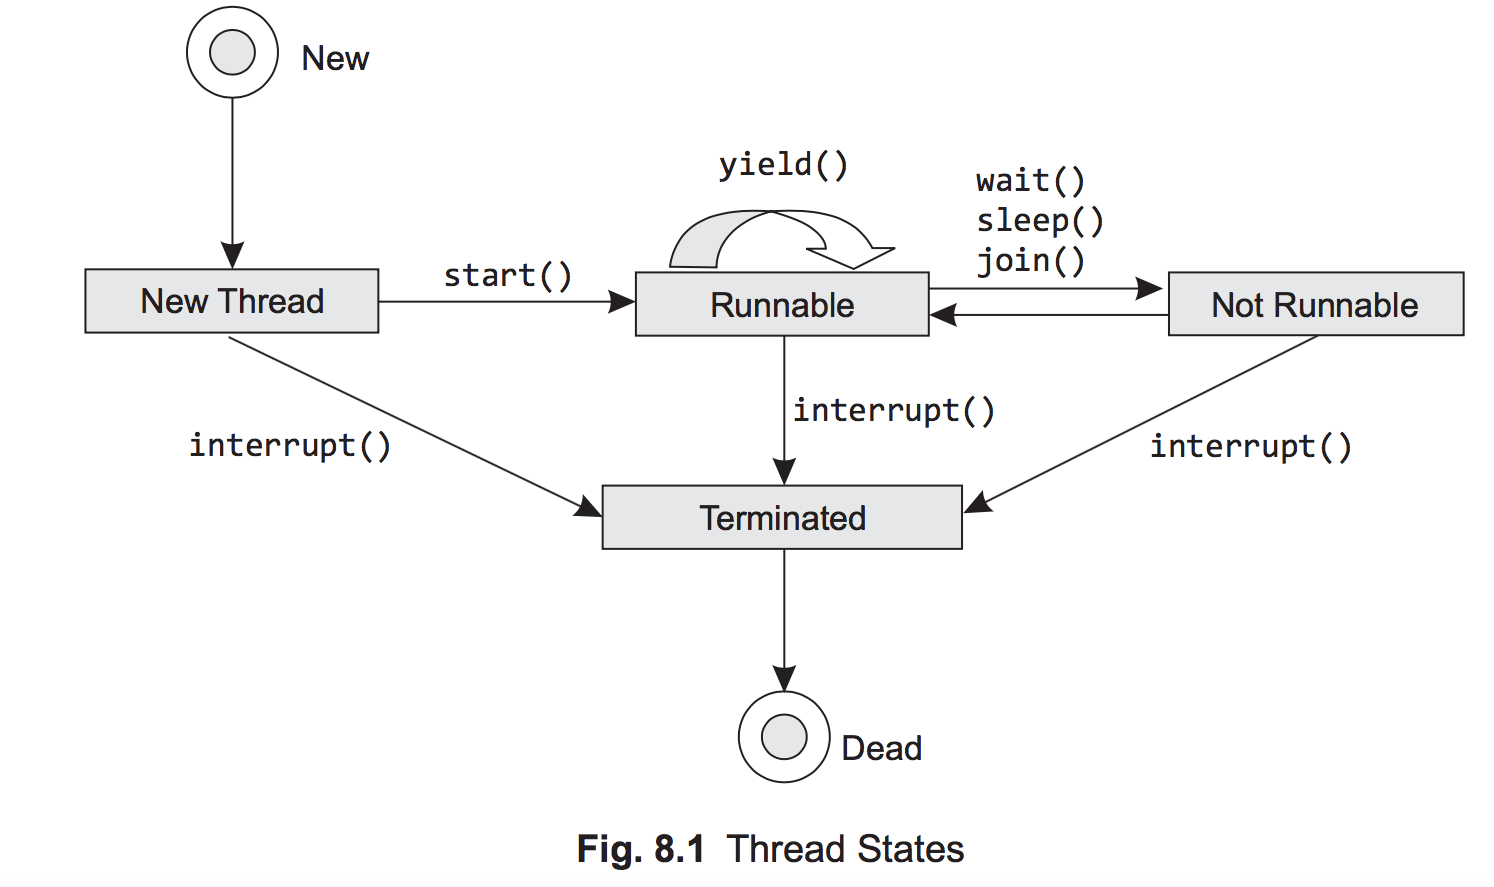 New
yield()
wait()
sleep()
join()
start()
New Thread
Runnable
Not Runnable
interrupt()
interrupt()
interrupt()
Terminated
Dead
Fig. 8.1 Thread States